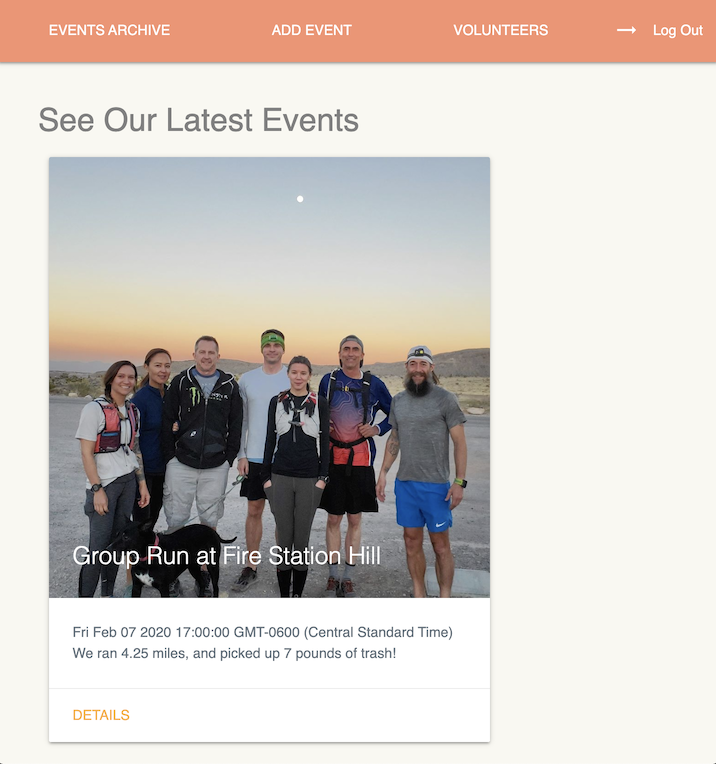 EVENTS ARCHIVE ADD EVENT VOLUNTEERS Log Out
See Our Latest Events
Group Run at Fire Station Hill
Fri Feb 07 2020 17:00:00 GMT-0600 (Central Standard Time)
We ran 4.25 miles, and picked up 7 pounds of trash!
DETAILS